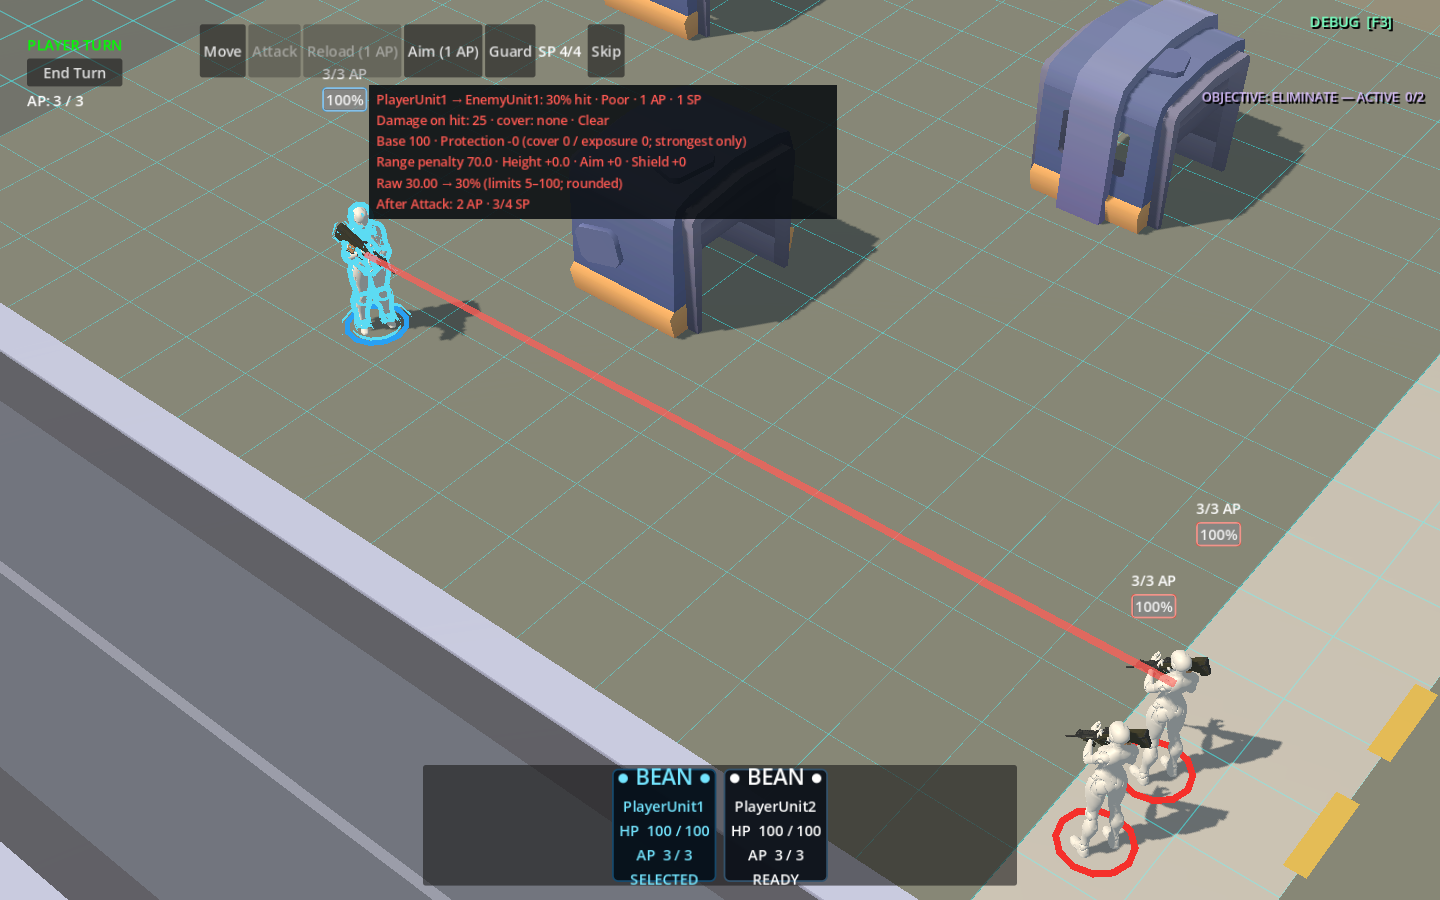 DEBUG [F3]
PLAYER TURN
End Turn
AP: 3 / 3
Move
Attack
Reload (1 AP)
Aim (1 AP)
Guard
SP 4/4
Skip
3/3 AP
100%
PlayerUnit1 → EnemyUnit1: 30% hit · Poor · 1 AP · 1 SP
Damage on hit: 25 · cover: none · Clear
Base 100 · Protection -0 (cover 0 / exposure 0; strongest only)
Range penalty 70.0 · Height +0.0 · Aim +0 · Shield +0
Raw 30.00 → 30% (limits 5–100; rounded)
After Attack: 2 AP · 3/4 SP
OBJECTIVE: ELIMINATE — ACTIVE 0/2
3/3 AP
100%
3/3 AP
100%
● BEAN ●
PlayerUnit1
HP 100 / 100
AP 3 / 3
SELECTED
● BEAN ●
PlayerUnit2
HP 100 / 100
AP 3 / 3
READY